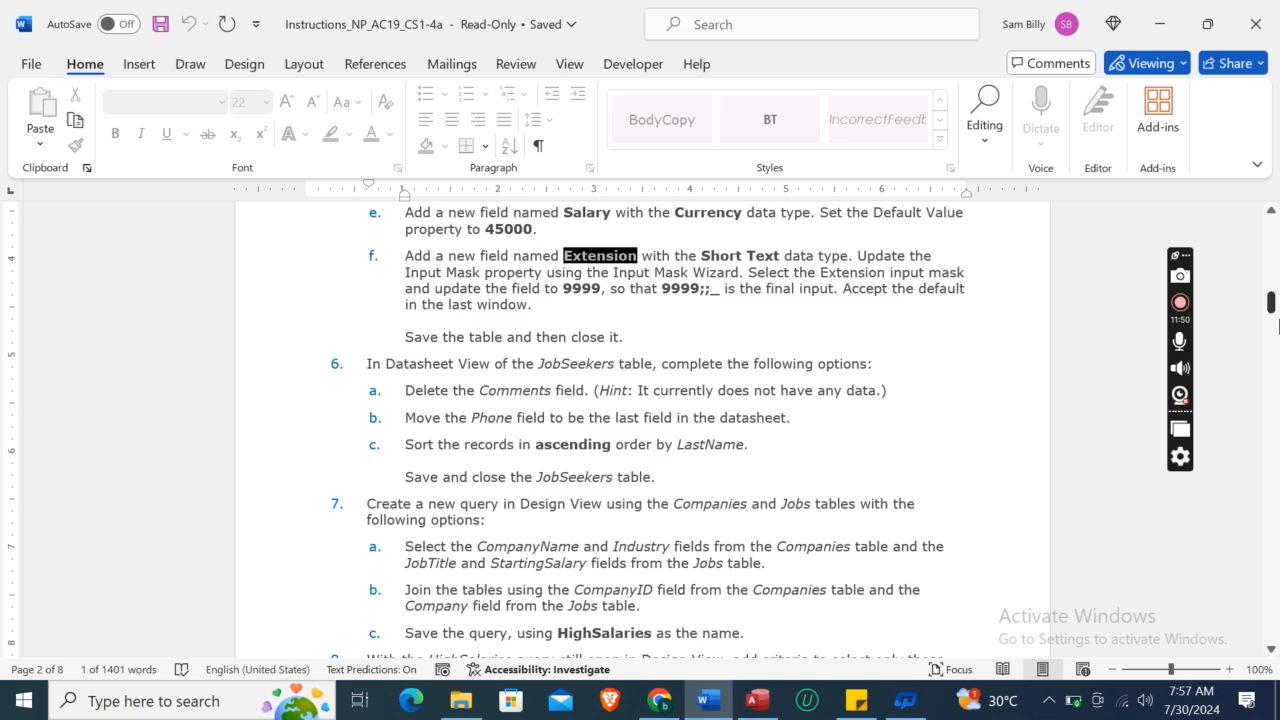 AutoSave Off Instructions_NP_AC19_CS1-4a - Read-Only • Saved Search Sam Billy SB
File Home Insert Draw Design Layout References Mailings Review View Developer Help Comments Viewing Share
Paste 22 Aa BodyCopy BT IncorrectFeedb Editing Dictate Editor Add-ins
Clipboard Font Paragraph Styles Voice Editor Add-ins
1 2 3 4 5 6
e. Add a new field named Salary with the Currency data type. Set the Default Value
property to 45000.
f. Add a new field named Extension with the Short Text data type. Update the
Input Mask property using the Input Mask Wizard. Select the Extension input mask
and update the field to 9999, so that 9999;;_ is the final input. Accept the default
in the last window.
11:50
Save the table and then close it.
6. In Datasheet View of the JobSeekers table, complete the following options:
a. Delete the Comments field. (Hint: It currently does not have any data.)
b. Move the Phone field to be the last field in the datasheet.
c. Sort the records in ascending order by LastName.
Save and close the JobSeekers table.
7. Create a new query in Design View using the Companies and Jobs tables with the
following options:
a. Select the CompanyName and Industry fields from the Companies table and the
JobTitle and StartingSalary fields from the Jobs table.
b. Join the tables using the CompanyID field from the Companies table and the
Company field from the Jobs table.
c. Save the query, using HighSalaries as the name.
Activate Windows
Go to Settings to activate Windows.
Page 2 of 8 1 of 1401 words English (United States) Text Predictions: On Accessibility: Investigate Focus 100%
Type here to search 1 30°C 7:57 AM
7/30/2024